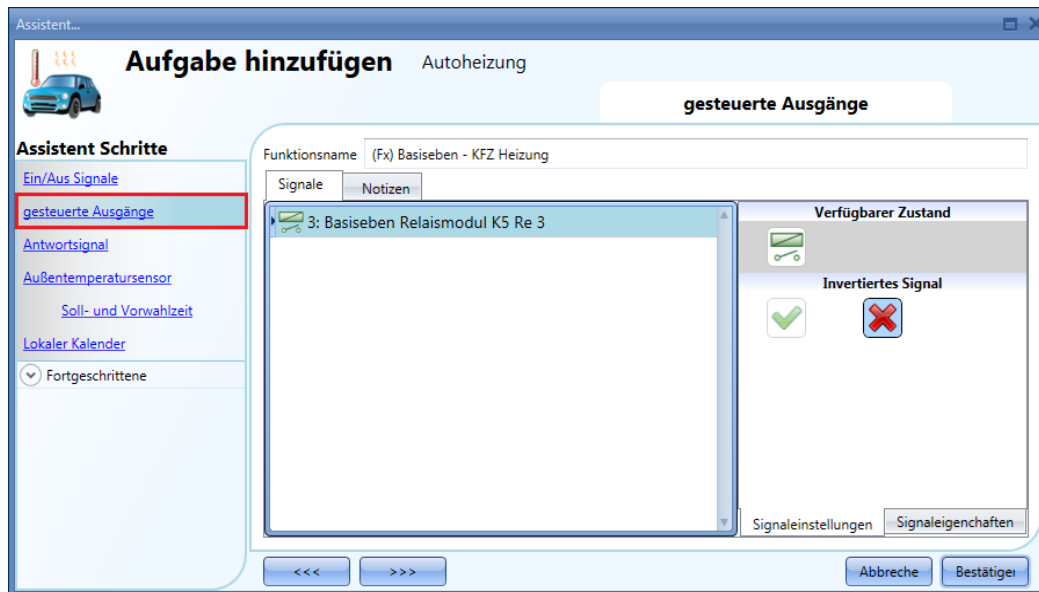 Assistent...
Aufgabe hinzufügen Autoheizung
gesteuerte Ausgänge
Assistent Schritte
Ein/Aus Signale
gesteuerte Ausgänge
Antwortsignal
Außentemperatursensor
Soll- und Vorwahlzeit
Lokaler Kalender
Fortgeschrittene
Funktionsname (Fx) Basiseben - KFZ Heizung
Signale Notizen
3: Basiseben Relaismodul K5 Re 3
Verfügbarer Zustand
Invertiertes Signal
Signaleinstellungen Signaleigenchaften
<<< >>>
Abbreche Bestätiger